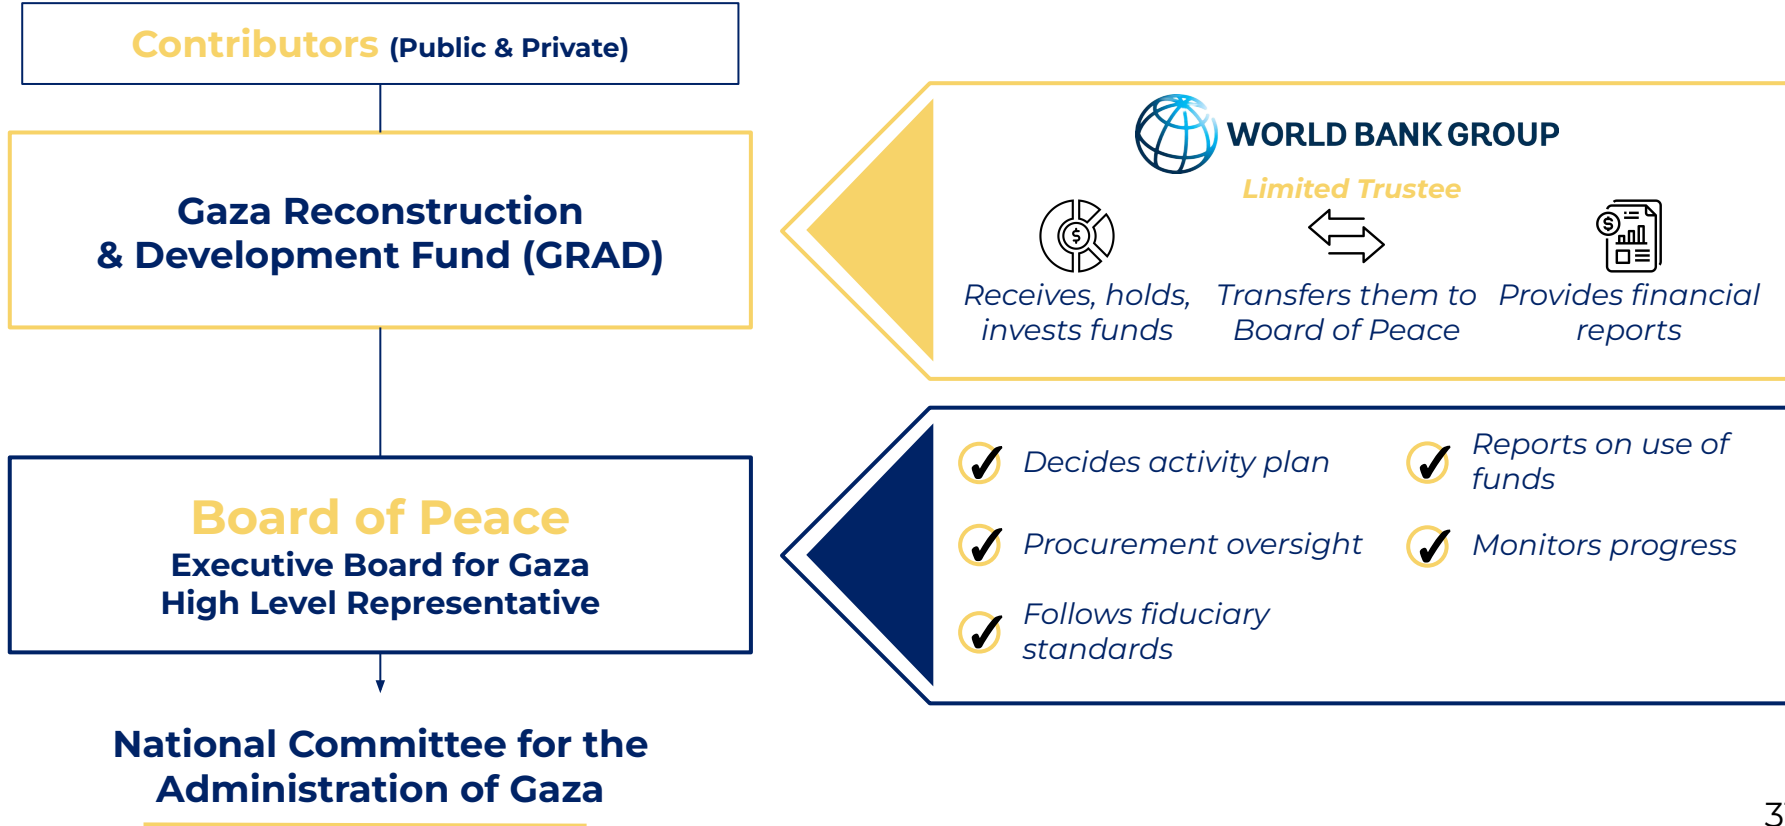 Contributors (Public & Private)
Gaza Reconstruction
& Development Fund (GRAD)
WORLD BANK GROUP
Limited Trustee
Receives, holds,
invests funds
Transfers them to
Board of Peace
Provides financial
reports
Board of Peace
Executive Board for Gaza
High Level Representative
Decides activity plan
Procurement oversight
Follows fiduciary
standards
Reports on use of
funds
Monitors progress
National Committee for the
Administration of Gaza